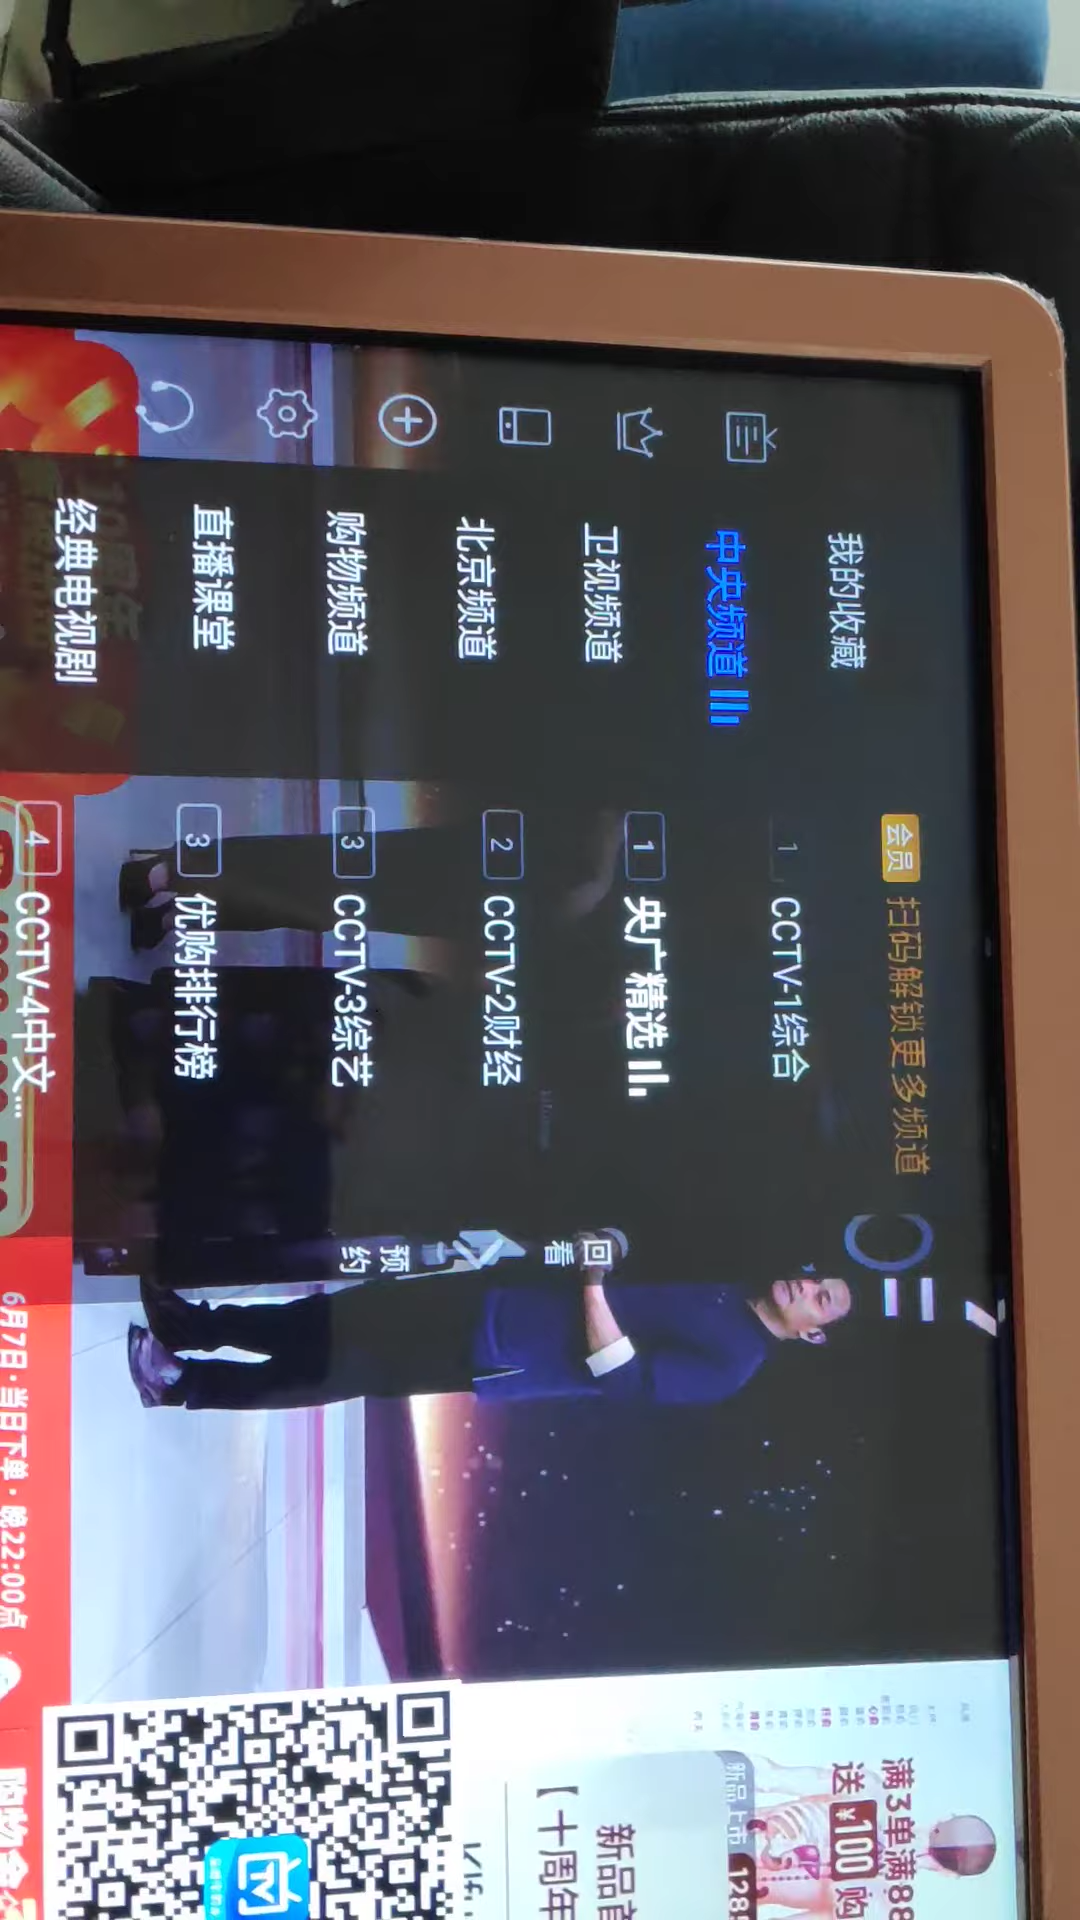 我的收藏
中央频道
卫视频道
北京频道
购物频道
直播课堂
经典电视剧
会员 扫码解锁更多频道
1 CCTV-1综合
1 央广精选
回看
2 CCTV-2财经
3 CCTV-3综艺
预约
3 优购排行榜
4 CCTV-4中文...
满3单满88
送¥100购
新品上市
128
新品首
【十周年
6月7日·当日下单·晚22:00点